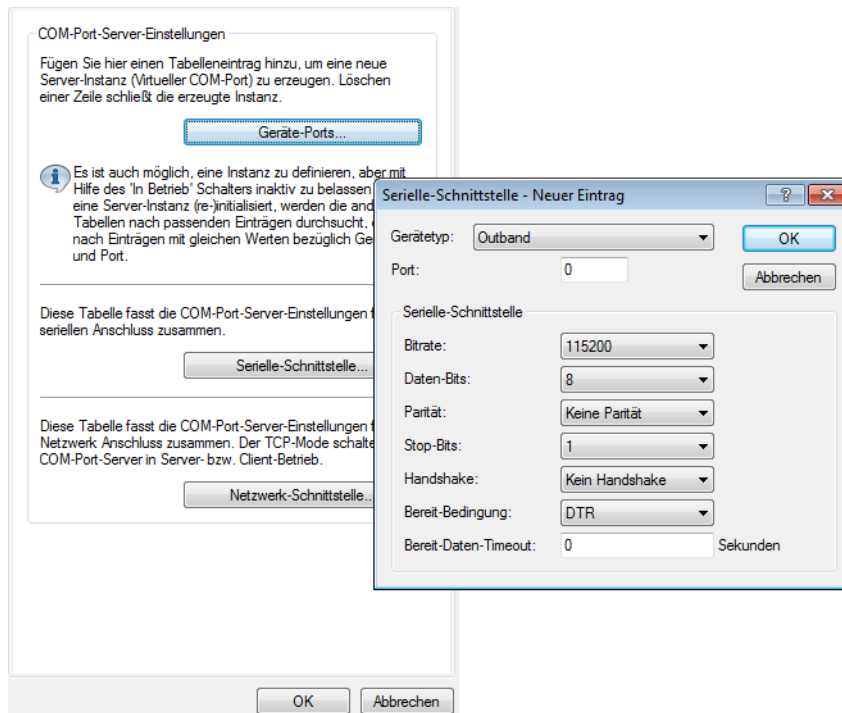 COM-Port-Server-Einstellungen
Fügen Sie hier einen Tabelleneintrag hinzu, um eine neue
Server-Instanz (Virtueller COM-Port) zu erzeugen. Löschen
einer Zeile schließt die erzeugte Instanz.
Geräte-Ports...
Es ist auch möglich, eine Instanz zu definieren, aber mit
Hilfe des 'In Betrieb' Schalters inaktiv zu belassen
eine Server-Instanz (re-)initialisiert, werden die
Tabellen nach passenden Einträgen durchsucht,
nach Einträgen mit gleichen Werten bezüglich
und Port.
Diese Tabelle fasst die COM-Port-Server-Einstellungen
seriellen Anschluss zusammen.
Serielle-Schnittstelle...
Diese Tabelle fasst die COM-Port-Server-Einstellungen
Netzwerk Anschluss zusammen. Der TCP-Mode
COM-Port-Server in Server- bzw. Client-Betrieb.
Netzwerk-Schnittstelle..
OK
Abbrechen
Serielle-Schnittstelle - Neuer Eintrag
Gerätetyp: Outband
OK
Port: 0
Abbrechen
Serielle-Schnittstelle
Bitrate: 115200
Daten-Bits: 8
Parität: Keine Parität
Stop-Bits: 1
Handshake: Kein Handshake
Bereit-Bedingung: DTR
Bereit-Daten-Timeout: 0 Sekunden